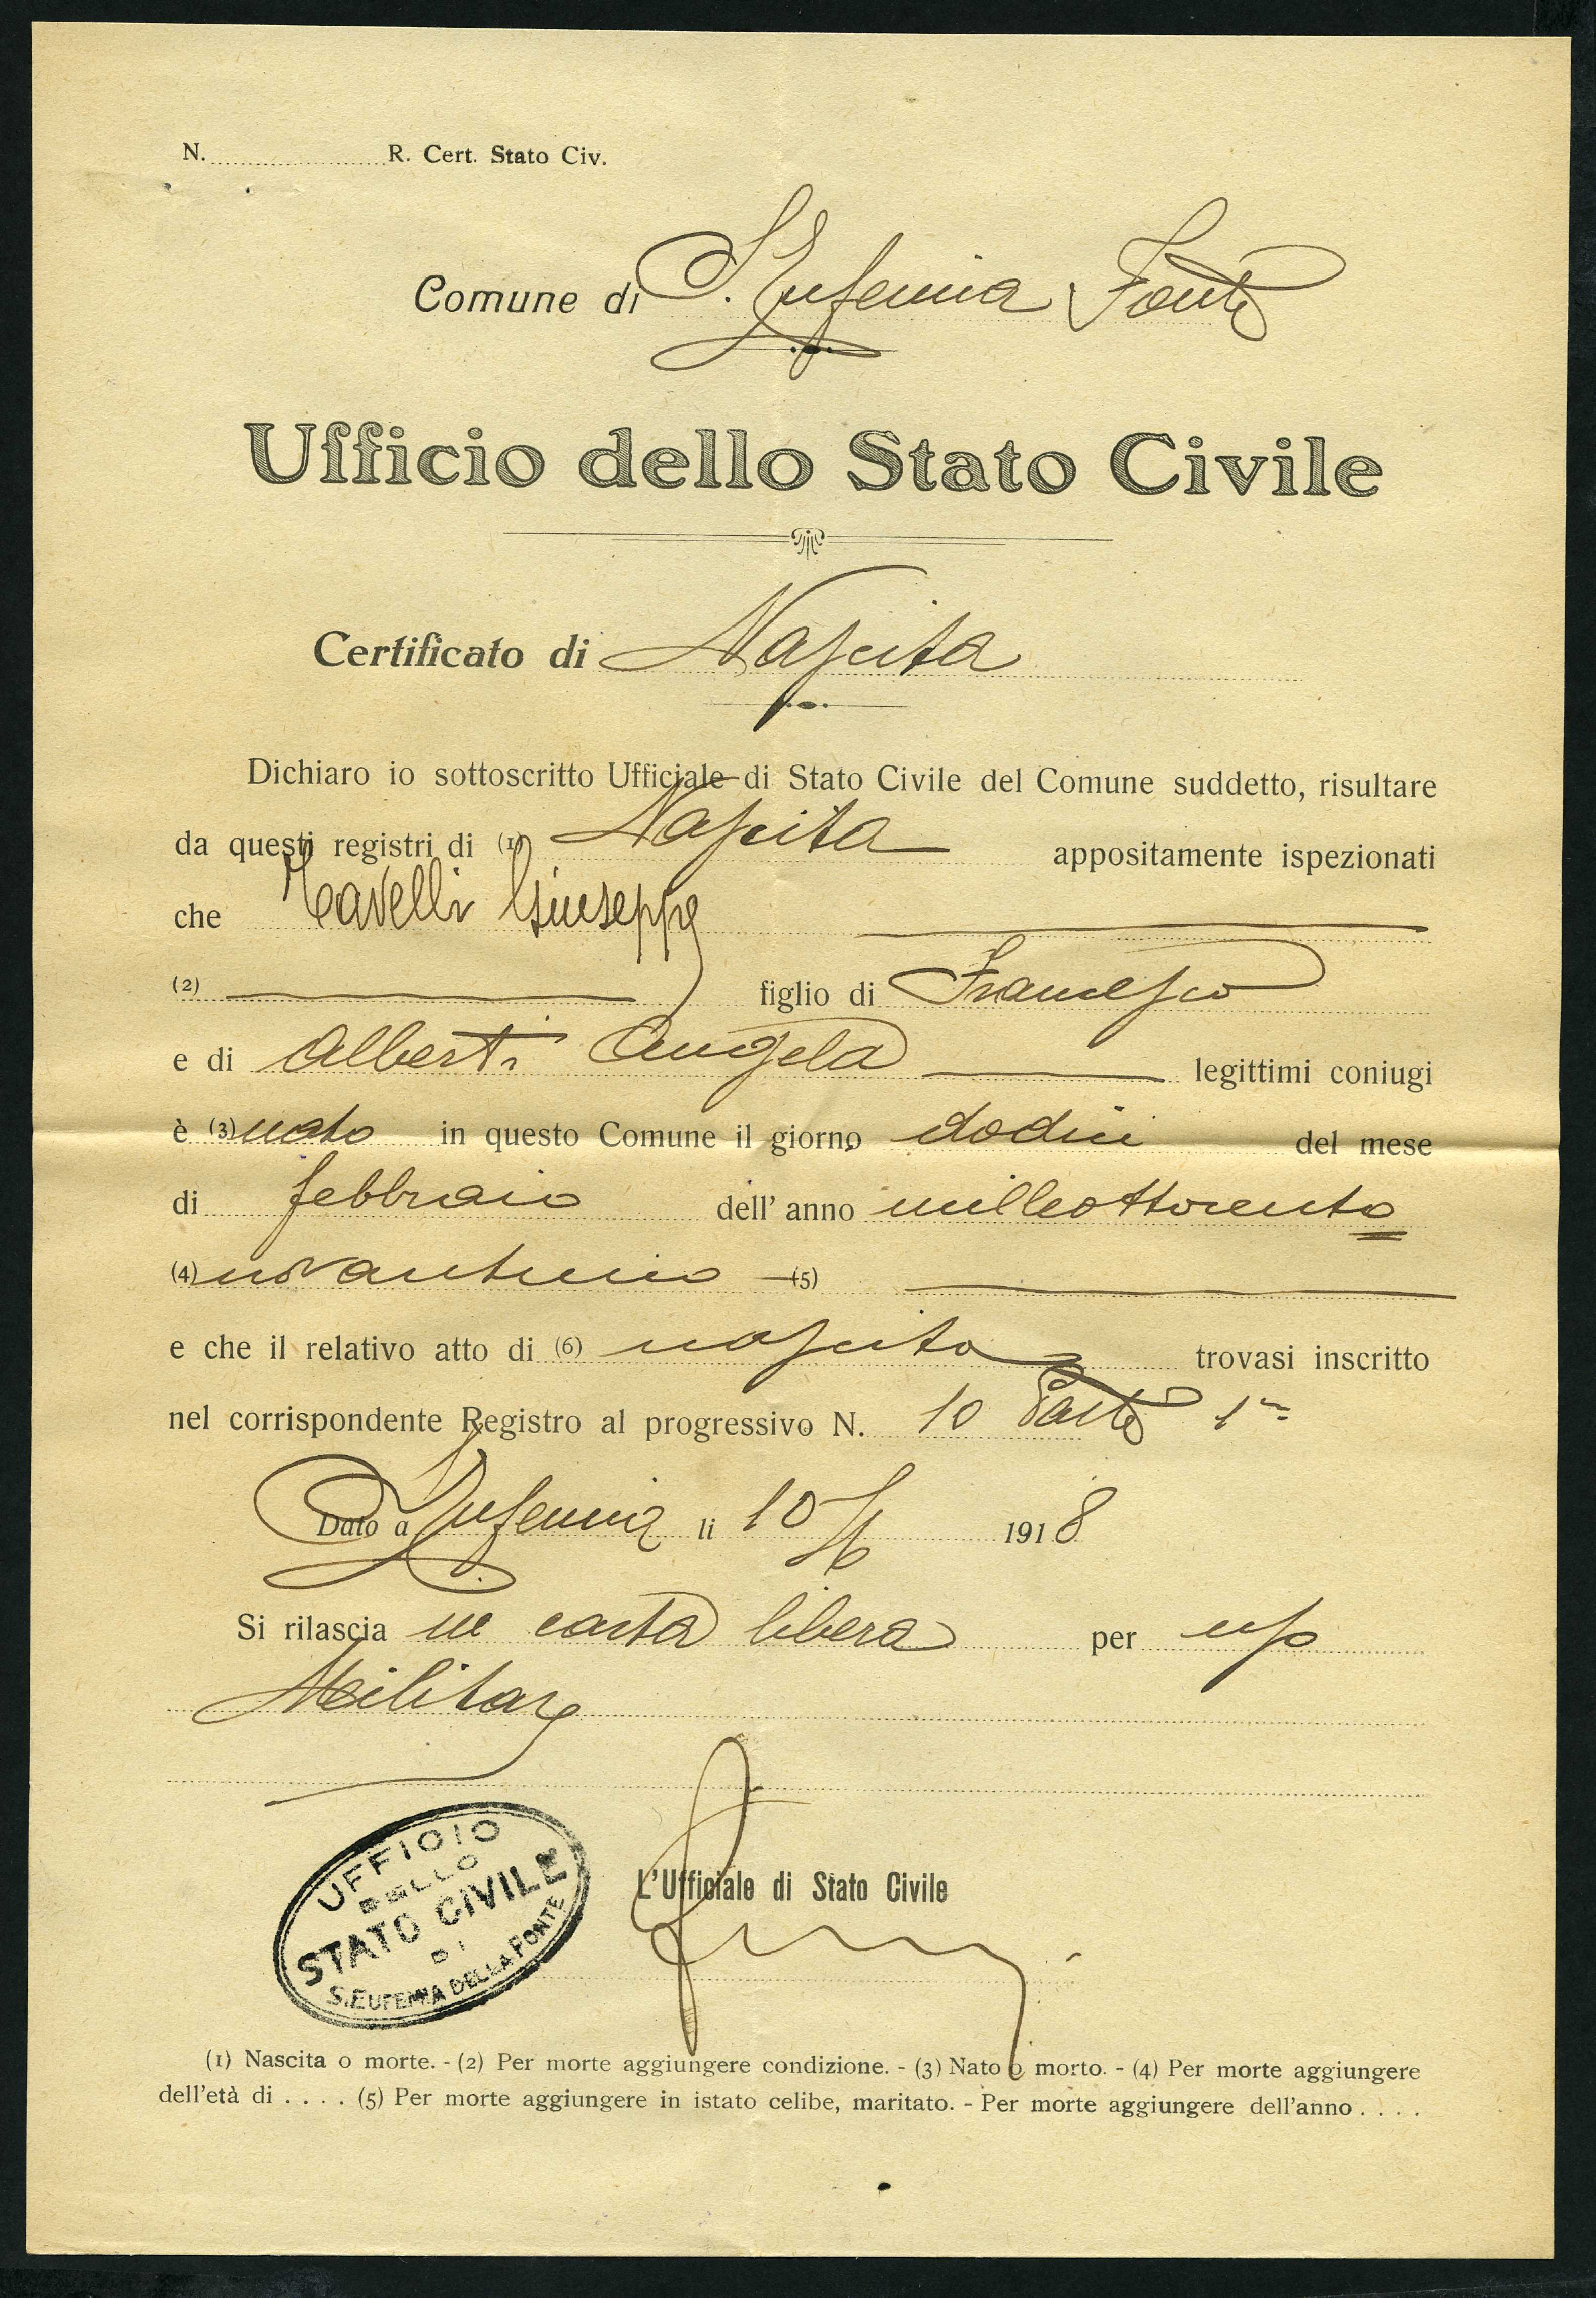 N. R. Cert. Stato Civ.
Comune di S. Eufemia Fonte
Ufficio dello Stato Civile
Certificato di Nascita
Dichiaro io sottoscritto Ufficiale di Stato Civile del Comune suddetto, risultare
da questi registri di (1) Nascita appositamente ispezionati
che Tavelli Giuseppe
(2) figlio di Francesco
e di Alberti Angela legittimi coniugi
è (3) nato in questo Comune il giorno dodici del mese
di febbraio dell' anno milleottocento
(4) novantuno (5)
e che il relativo atto di (6) nascita trovasi inscritto
nel corrispondente Registro al progressivo N. 10 Parte 1ª
Dato a S. Eufemia li 10/6 1918
Si rilascia in carta libera per uso
Militare
UFFICIO
DELLO
STATO CIVILE
DI
S. EUFEMIA DELLA FONTE
L'Ufficiale di Stato Civile
(1) Nascita o morte. - (2) Per morte aggiungere condizione. - (3) Nato o morto. - (4) Per morte aggiungere
dell'età di . . . . (5) Per morte aggiungere in istato celibe, maritato. - Per morte aggiungere dell'anno . . . .